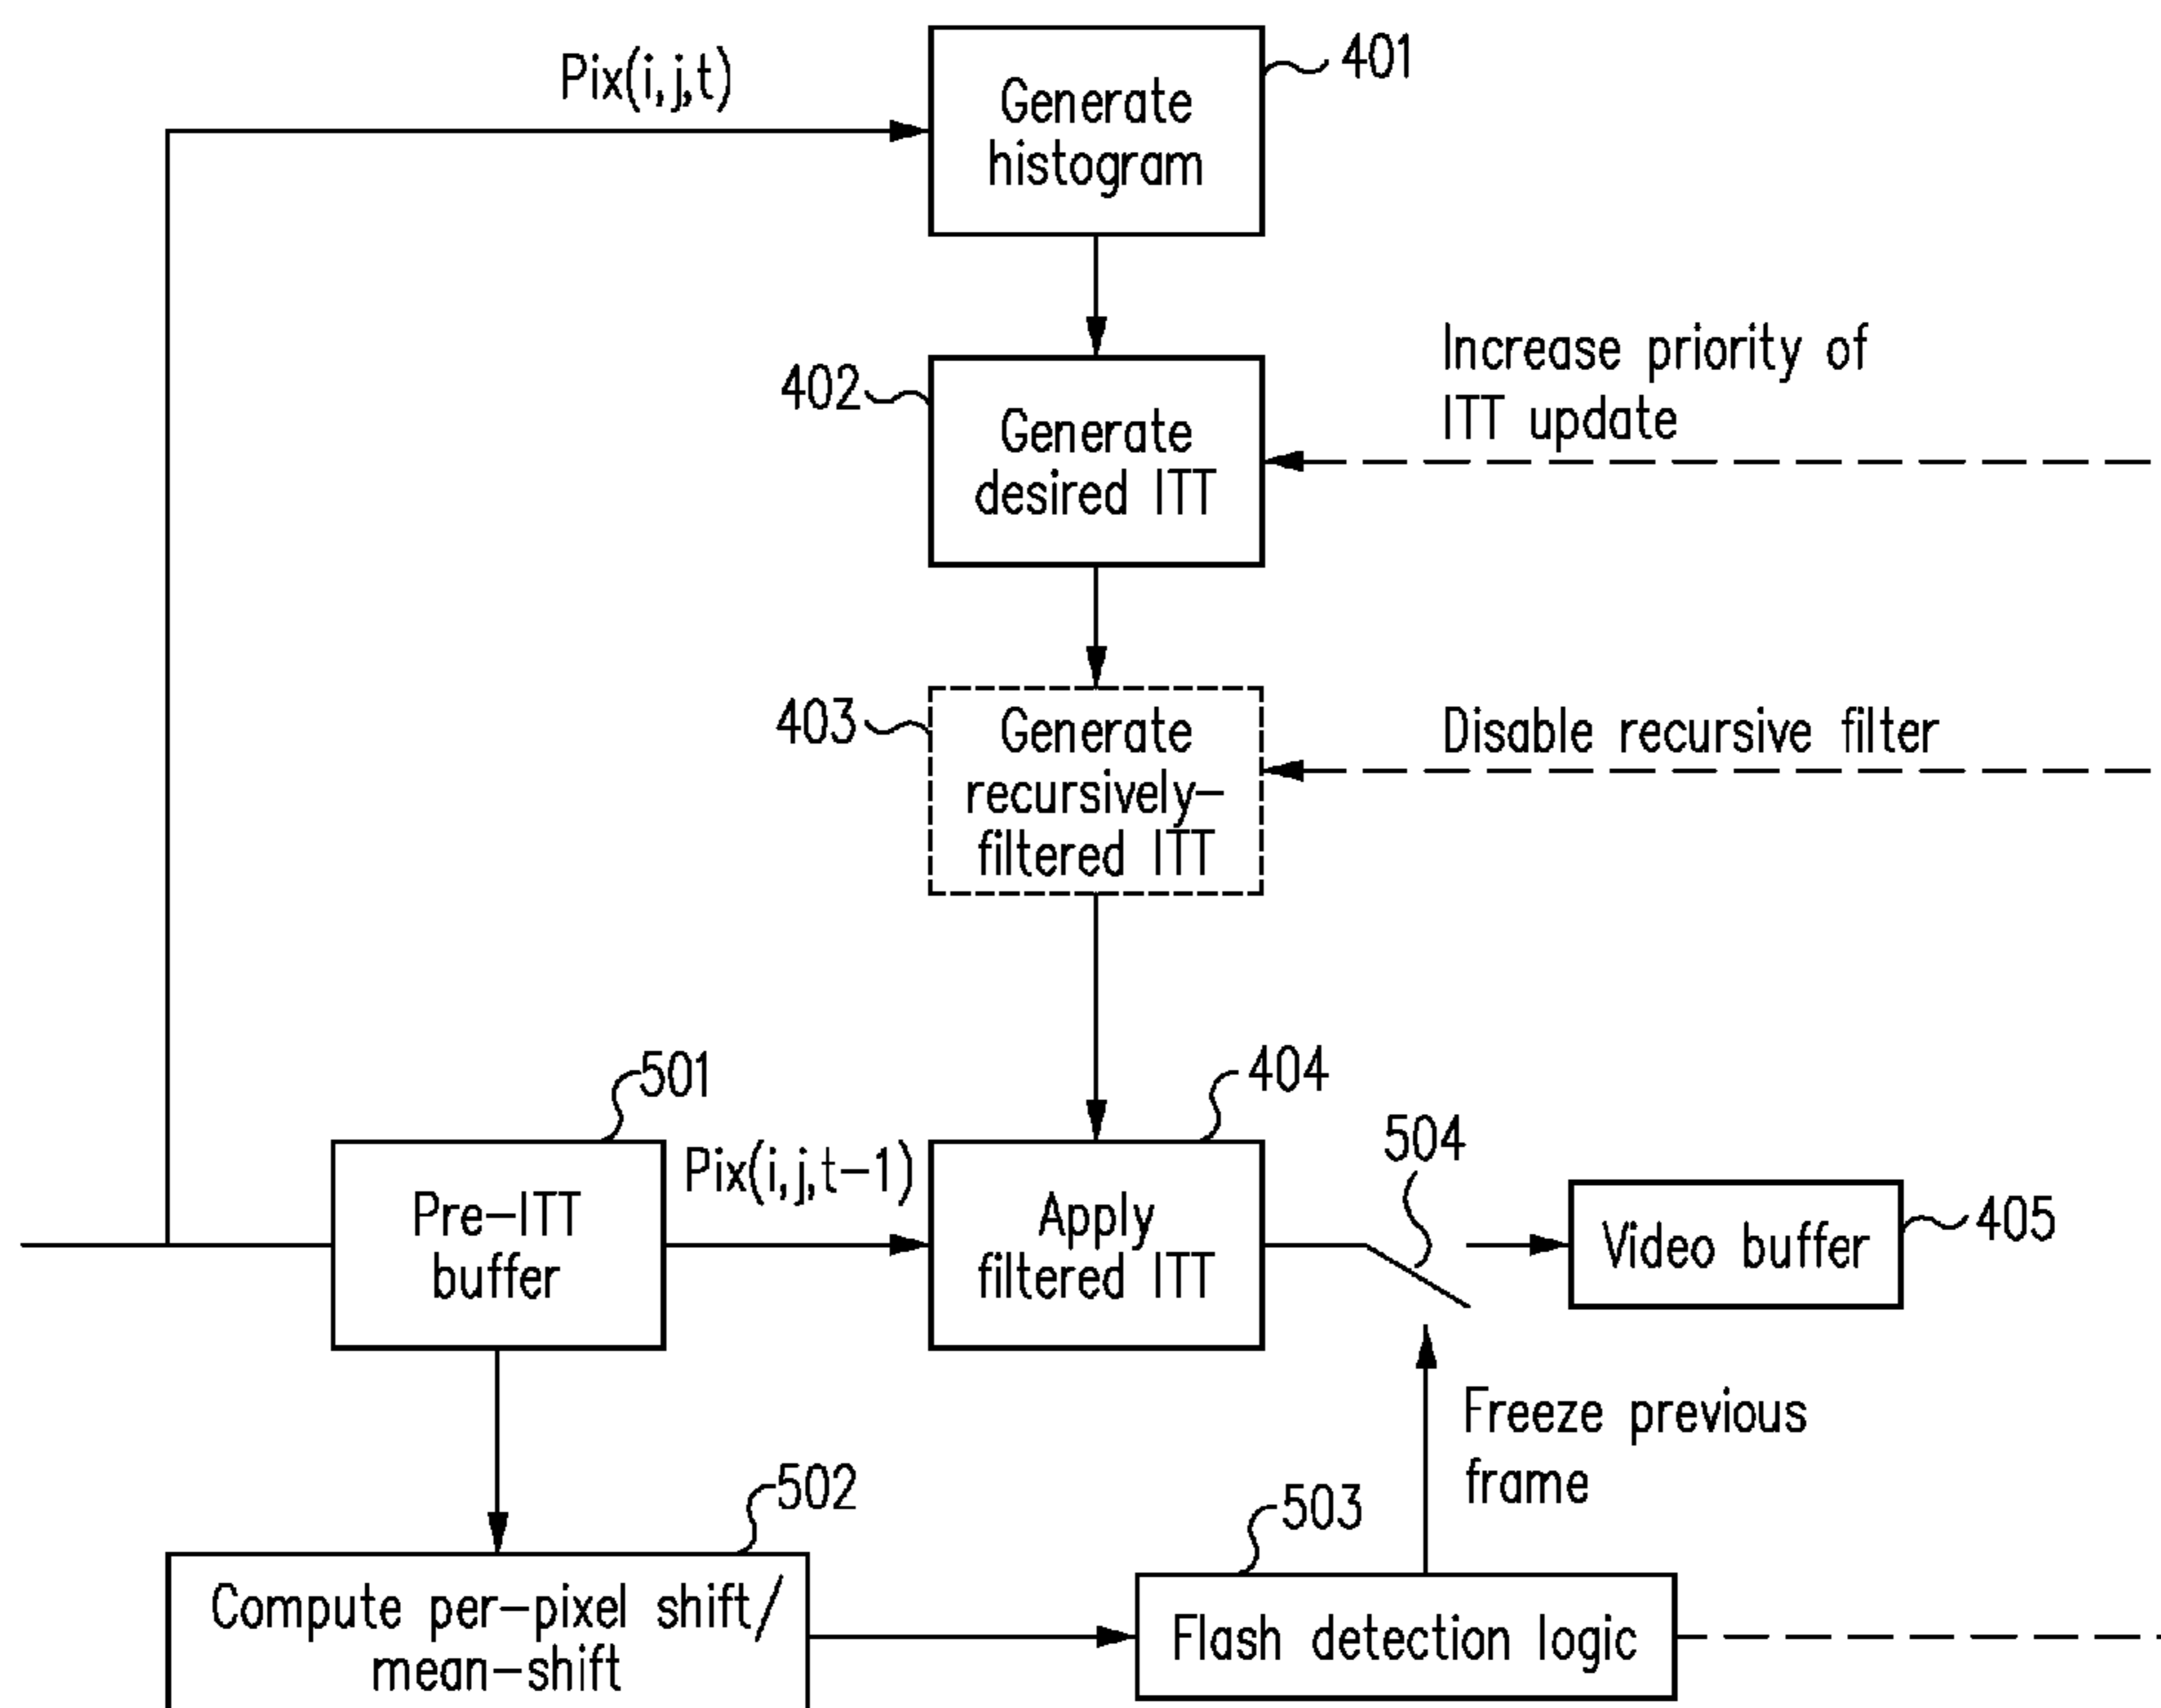 Pix(i,j,t)
Generate
histogram
401
402
Generate
desired ITT
Increase priority of
ITT update
403
Generate
recursively-
filtered ITT
Disable recursive filter
501
Pre-ITT
buffer
Pix(i,j,t-1)
404
Apply
filtered ITT
504
Video buffer
405
Freeze previous
frame
502
Compute per-pixel shift/
mean-shift
503
Flash detection logic